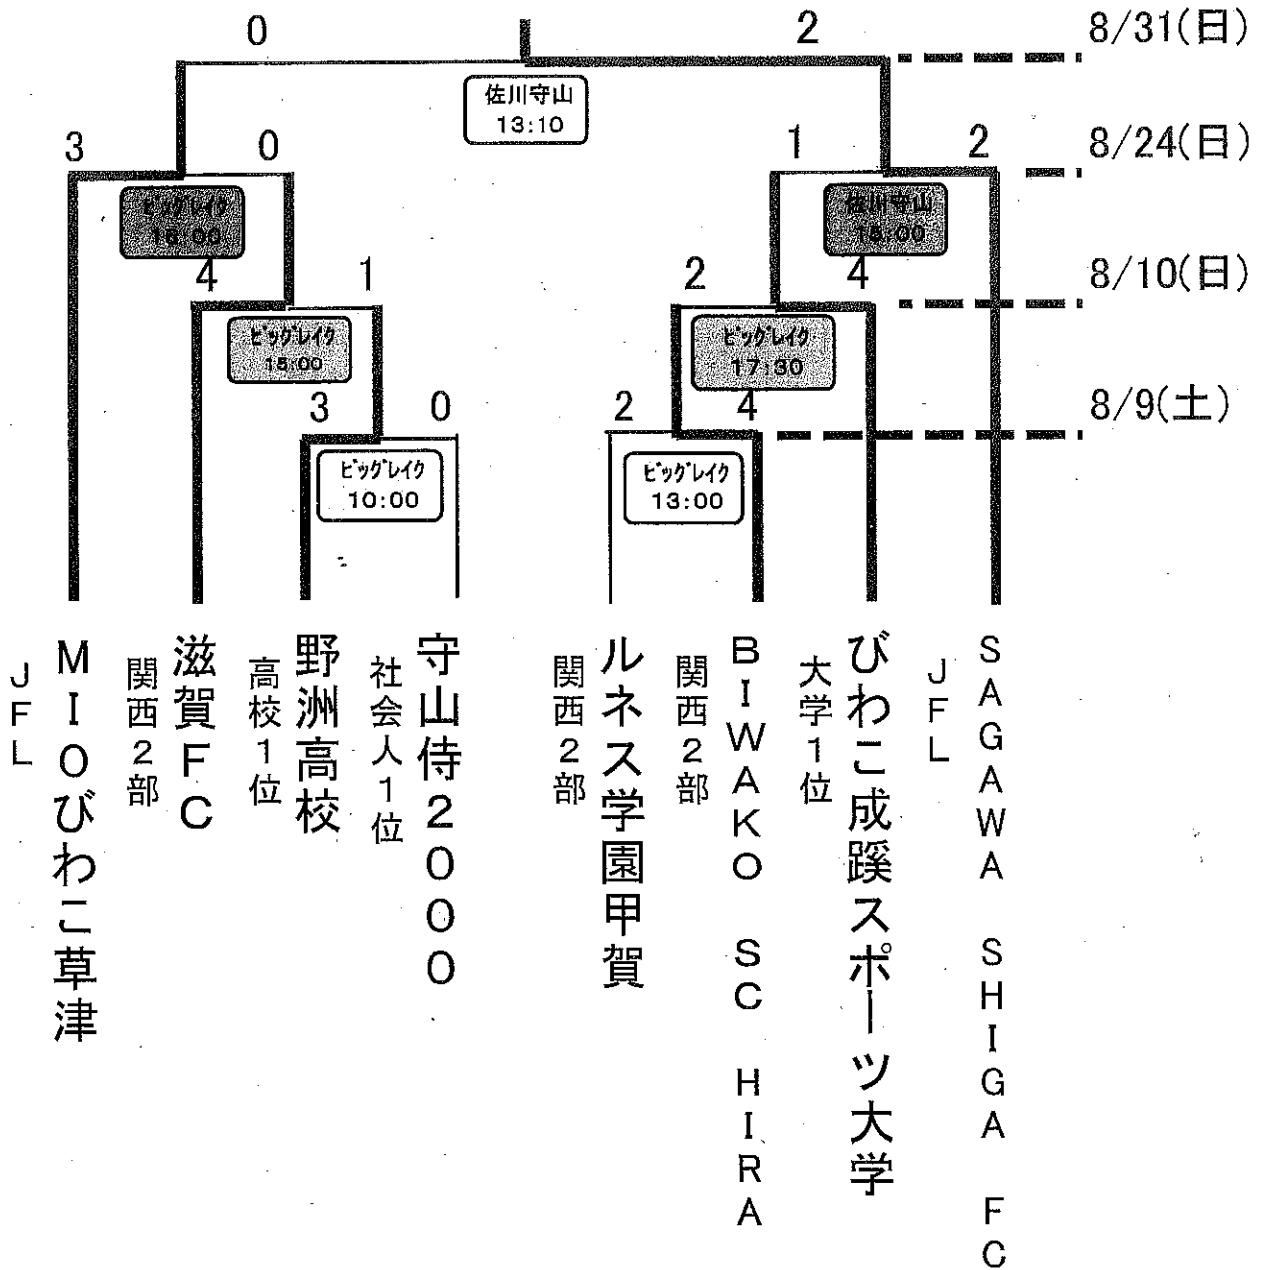 0
2
8/31(日)
佐川守山
13:10
3
0
1
2
8/24(日)
ビッグレイク
佐川守山
4
1
2
4
8/10(日)
ビッグレイク
15:00
ビッグレイク
17:30
3
0
2
4
8/9(土)
ビッグレイク
10:00
ビッグレイク
13:00
JFL
MIOびわこ草津
関西2部
滋賀FC
高校1位
野洲高校
社会人1位
守山侍2000
関西2部
ルネス学園甲賀
関西2部
BIWAKO SC HIRA
大学1位
びわこ成蹊スポーツ大学
JFL
SAGAWA SHIGA FC